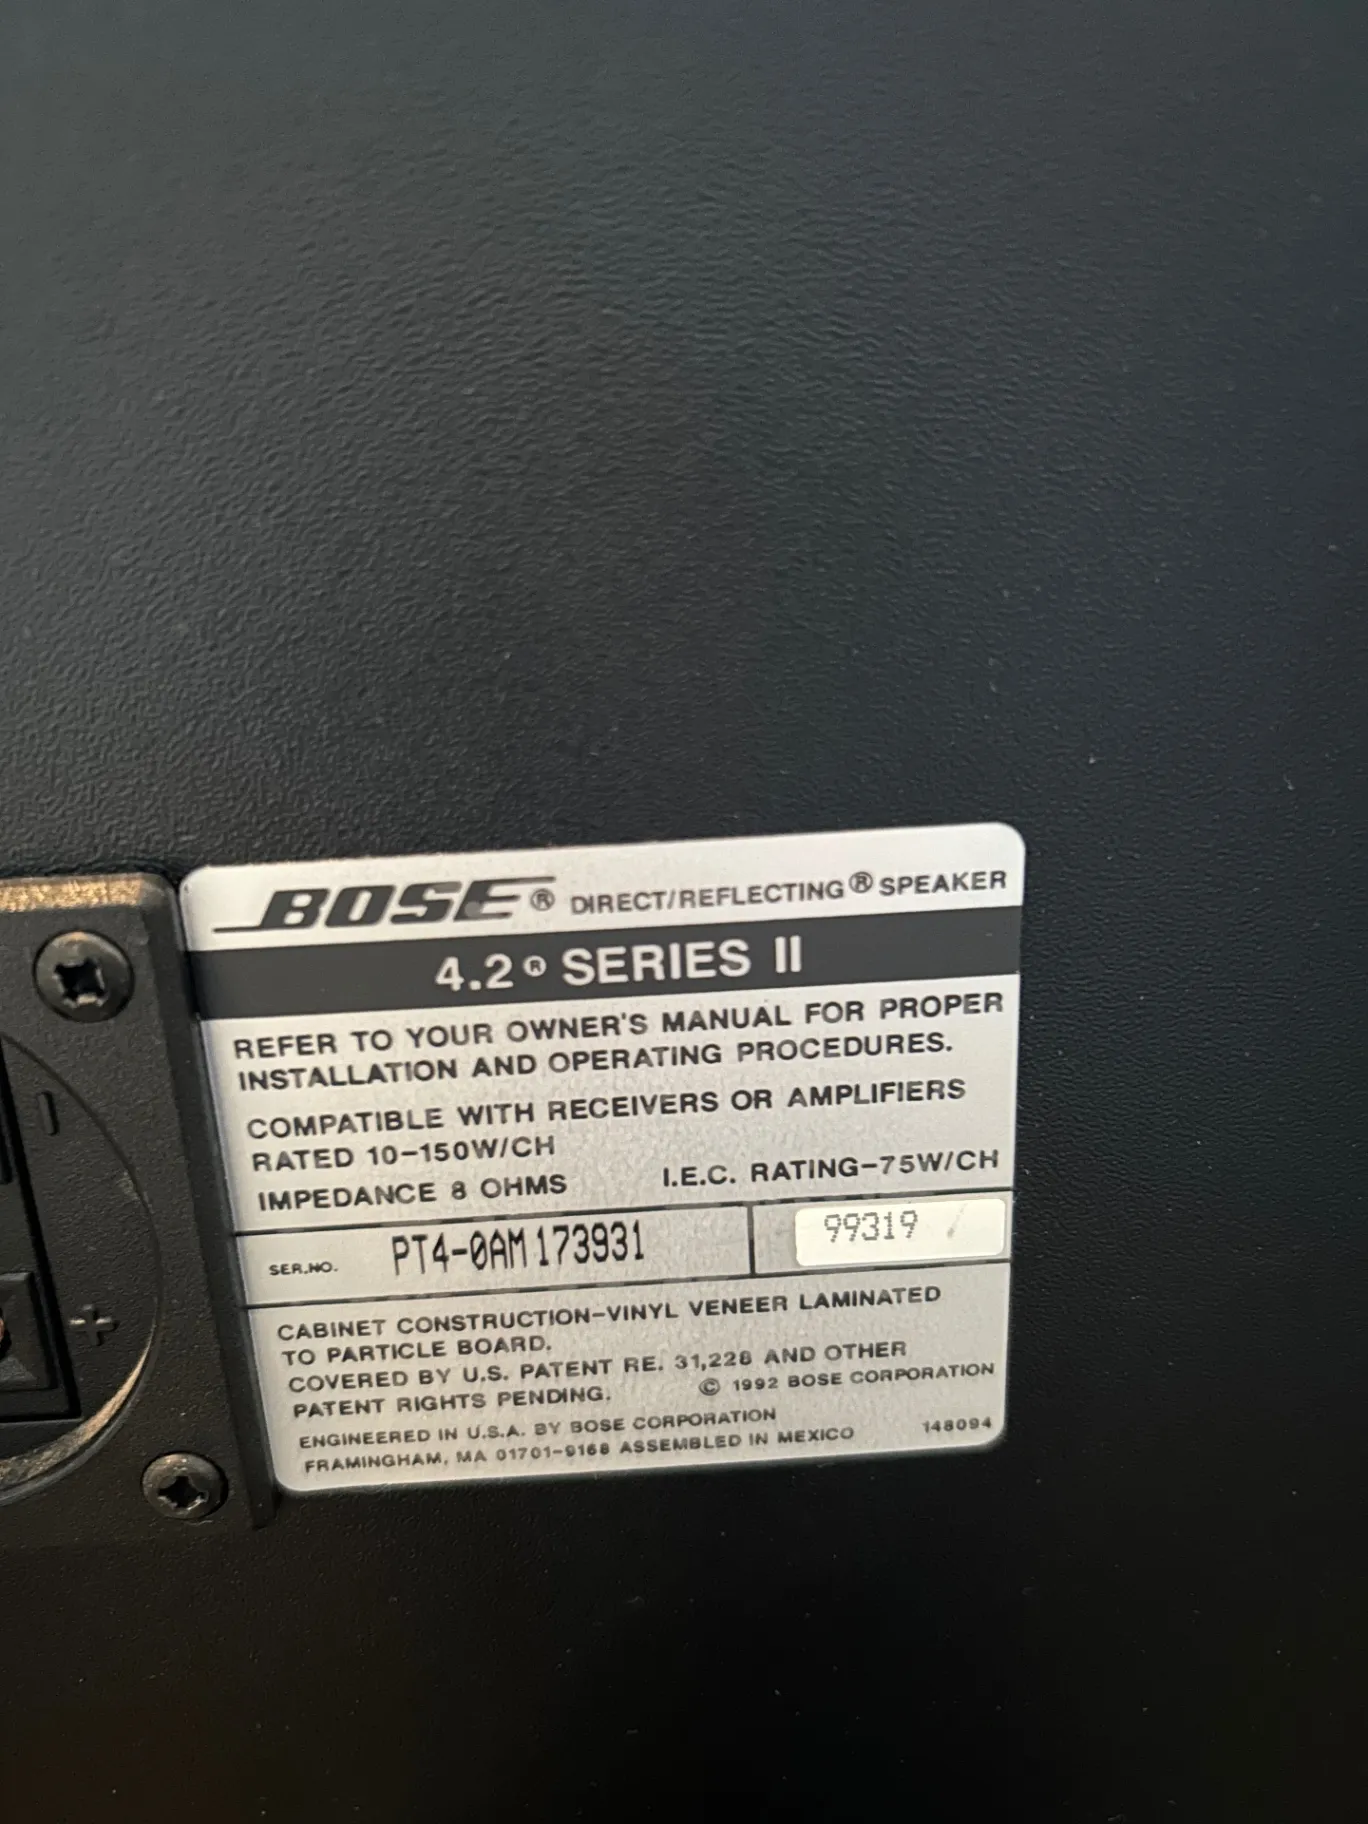 BOSE® DIRECT/REFLECTING® SPEAKER
4.2® SERIES II
REFER TO YOUR OWNER'S MANUAL FOR PROPER
INSTALLATION AND OPERATING PROCEDURES.
COMPATIBLE WITH RECEIVERS OR AMPLIFIERS
RATED 10-150W/CH
IMPEDANCE 8 OHMS I.E.C. RATING-75W/CH
SER.NO. PT4-0AM173931 99319
CABINET CONSTRUCTION-VINYL VENEER LAMINATED
TO PARTICLE BOARD.
COVERED BY U.S. PATENT RE. 31,228 AND OTHER
PATENT RIGHTS PENDING. © 1992 BOSE CORPORATION
ENGINEERED IN U.S.A. BY BOSE CORPORATION
FRAMINGHAM, MA 01701-9168 ASSEMBLED IN MEXICO 148094
-
+